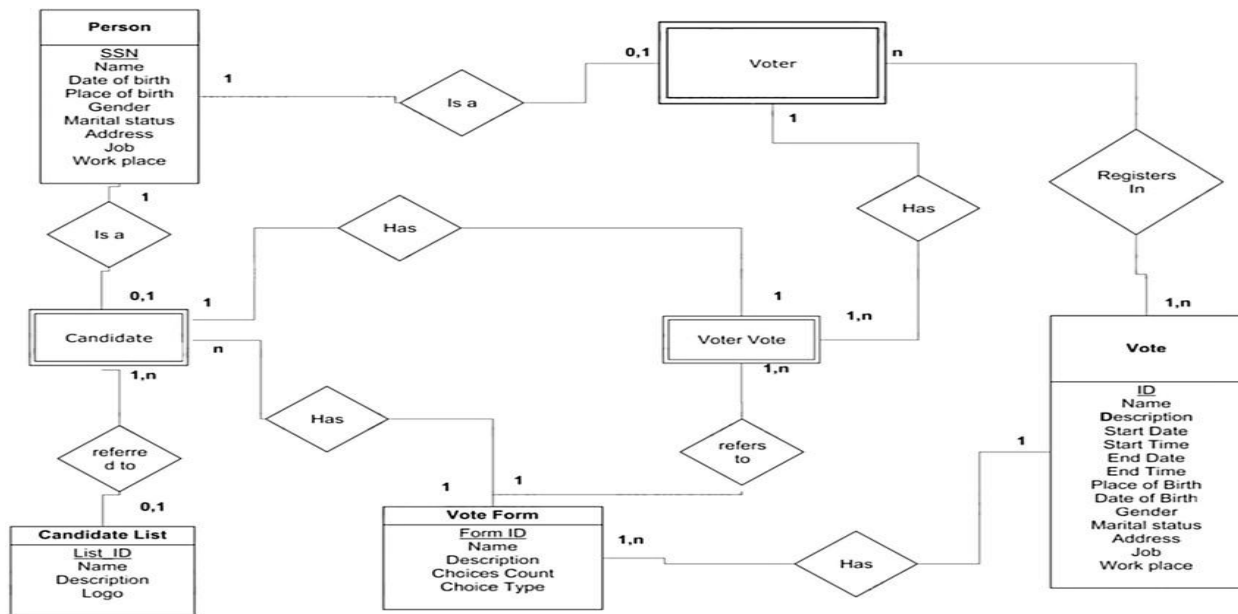 Person
SSN
Name
Date of birth
Place of birth
Gender
Marital status
Address
Job
Work place
1
Is a
0,1
Voter
n
1
Registers
In
1
Is a
0,1
Has
Has
1
1
1,n
1,n
Candidate
n
1,n
Voter Vote
1,n
Vote
ID
Name
Description
Start Date
Start Time
End Date
End Time
Place of Birth
Date of Birth
Gender
Marital status
Address
Job
Work place
Has
referre
d to
refers
to
1
0,1
1
1
Candidate List
List_ID
Name
Description
Logo
Vote Form
Form ID
Name
Description
Choices Count
Choice Type
1,n
Has